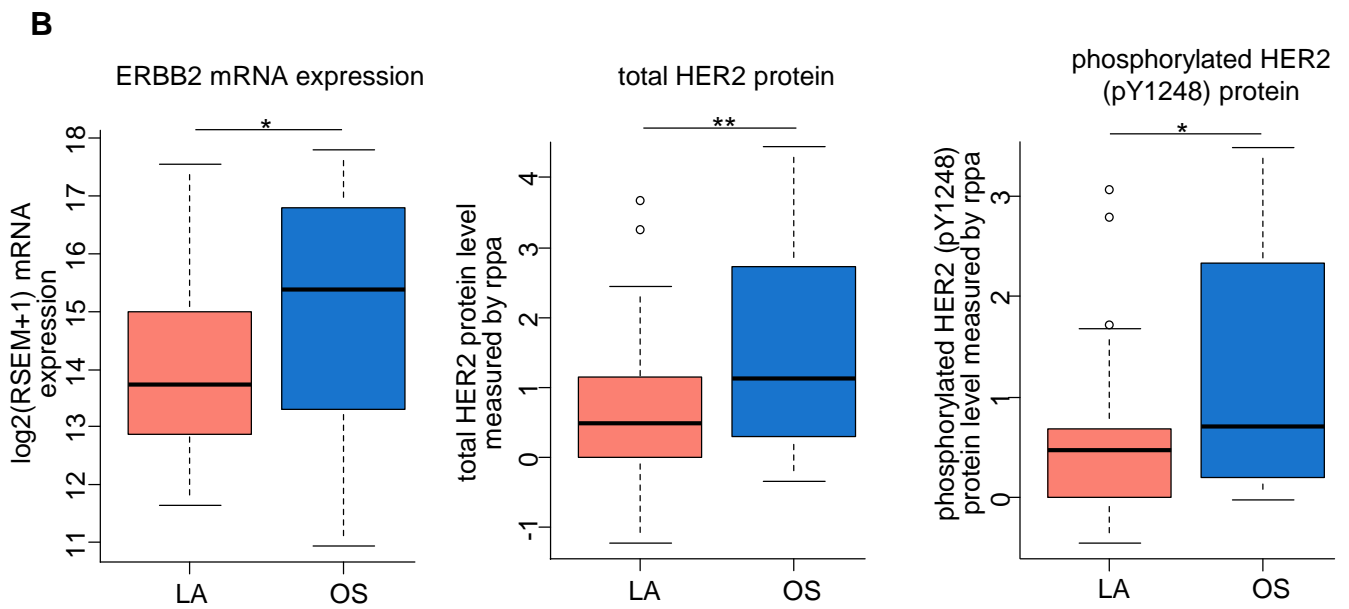 B
ERBB2 mRNA expression
*
log2(RSEM+1) mRNA
expression
18
17
16
15
14
13
12
11
LA
OS
total HER2 protein
**
total HER2 protein level
measured by rppa
4
3
2
1
0
-1
LA
OS
phosphorylated HER2
(pY1248) protein
*
phosphorylated HER2 (pY1248)
protein level measured by rppa
3
2
1
0
LA
OS